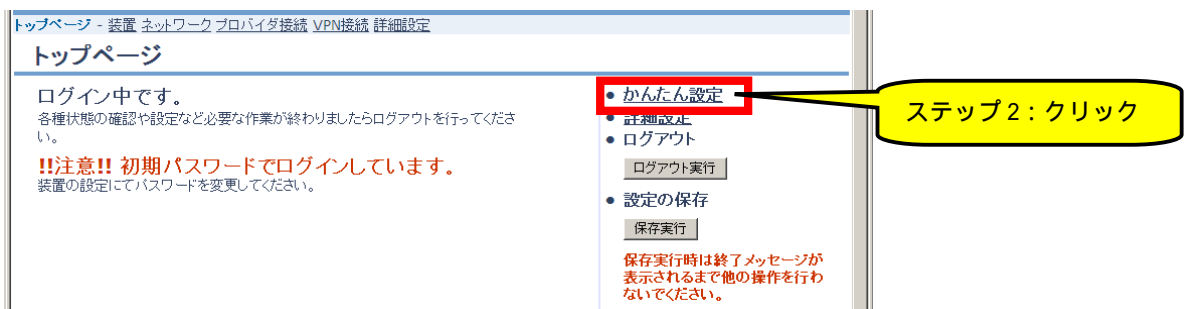 トップページ - 装置 ネットワーク プロバイダ接続 VPN接続 詳細設定
トップページ
ログイン中です。
各種状態の確認や設定など必要な作業が終わりましたらログアウトを行ってくださ
い。
!!注意!! 初期パスワードでログインしています。
装置の設定にてパスワードを変更してください。
• かんたん設定
• 詳細設定
• ログアウト
ログアウト実行
• 設定の保存
保存実行
保存実行時は終了メッセージが
表示されるまで他の操作を行わ
ないでください。
ステップ2：クリック